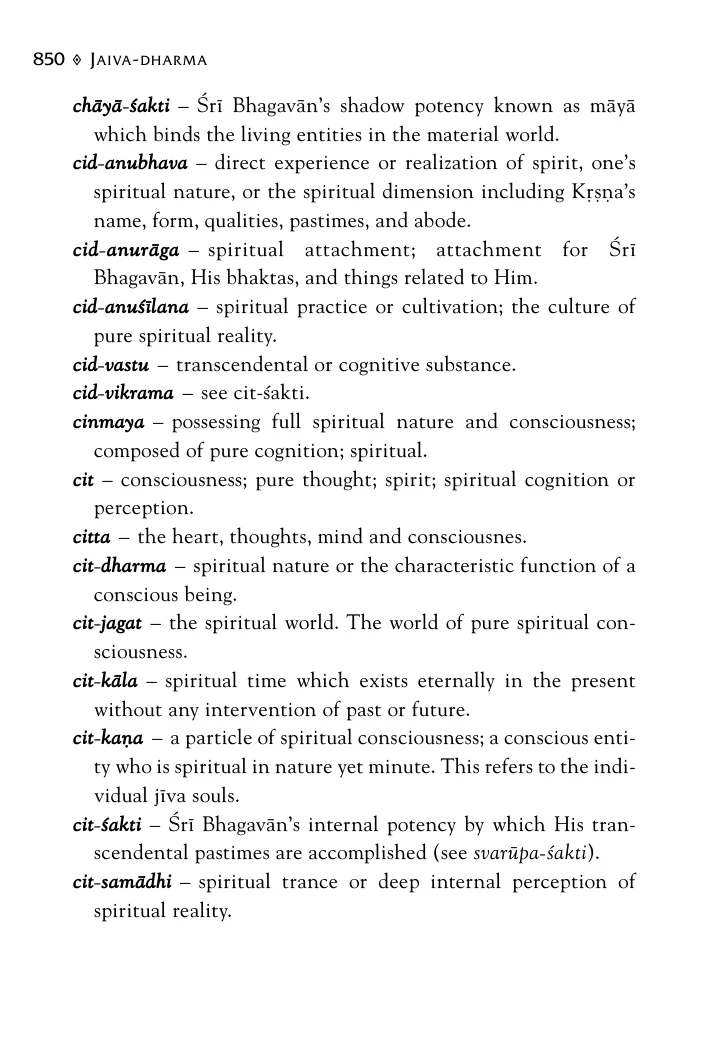 850 ◊ JAIVA-DHARMA
chāyā-śakti – Śrī Bhagavān's shadow potency known as māyā
which binds the living entities in the material world.
cid-anubhava – direct experience or realization of spirit, one's
spiritual nature, or the spiritual dimension including Kṛṣṇa's
name, form, qualities, pastimes, and abode.
cid-anurāga – spiritual attachment; attachment for Śrī
Bhagavān, His bhaktas, and things related to Him.
cid-anuśīlana – spiritual practice or cultivation; the culture of
pure spiritual reality.
cid-vastu – transcendental or cognitive substance.
cid-vikrama – see cit-śakti.
cinmaya – possessing full spiritual nature and consciousness;
composed of pure cognition; spiritual.
cit – consciousness; pure thought; spirit; spiritual cognition or
perception.
citta – the heart, thoughts, mind and consciousnes.
cit-dharma – spiritual nature or the characteristic function of a
conscious being.
cit-jagat – the spiritual world. The world of pure spiritual con-
sciousness.
cit-kāla – spiritual time which exists eternally in the present
without any intervention of past or future.
cit-kaṇa – a particle of spiritual consciousness; a conscious enti-
ty who is spiritual in nature yet minute. This refers to the indi-
vidual jīva souls.
cit-śakti – Śrī Bhagavān's internal potency by which His tran-
scendental pastimes are accomplished (see svarūpa-śakti).
cit-samādhi – spiritual trance or deep internal perception of
spiritual reality.